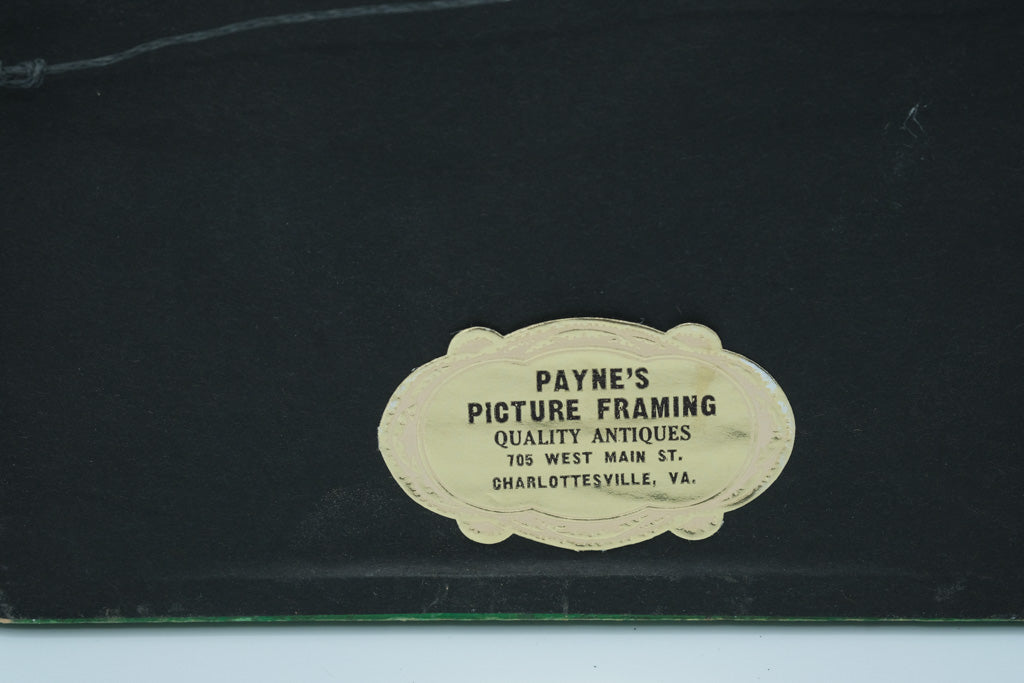 PAYNE'S
PICTURE FRAMING
QUALITY ANTIQUES
705 WEST MAIN ST.
CHARLOTTESVILLE, VA.